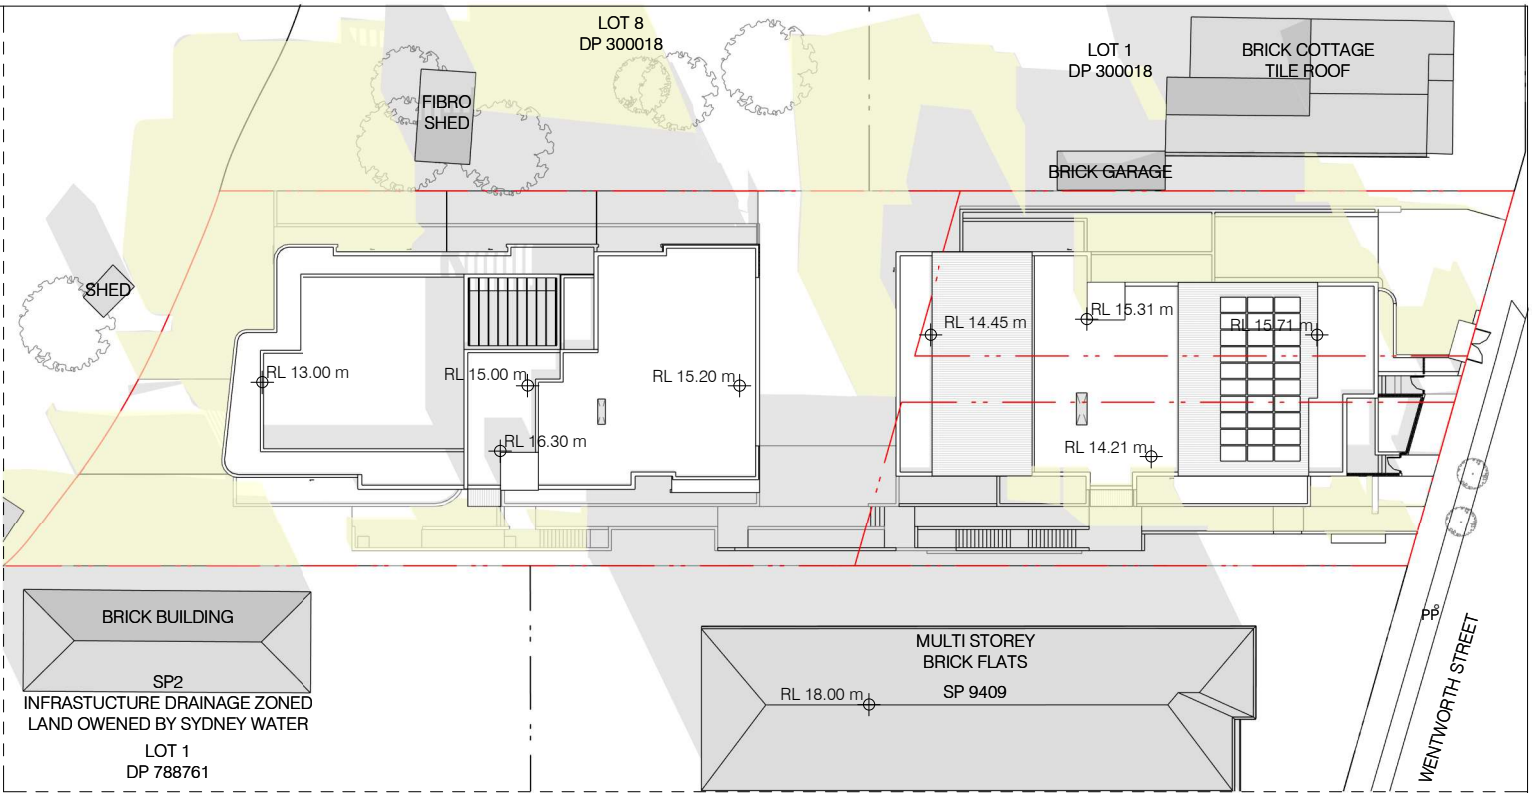 LOT 8
DP 300018
LOT 1
DP 300018
BRICK COTTAGE
TILE ROOF
FIBRO
SHED
BRICK GARAGE
SHED
RL 14.45 m
RL 15.31 m
RL 15.71 m
RL 13.00 m
RL 15.00 m
RL 15.20 m
RL 16.30 m
RL 14.21 m
BRICK BUILDING
SP2
INFRASTUCTURE DRAINAGE ZONED
LAND OWENED BY SYDNEY WATER
LOT 1
DP 788761
MULTI STOREY
BRICK FLATS
SP 9409
RL 18.00 m
PP
WENTWORTH STREET